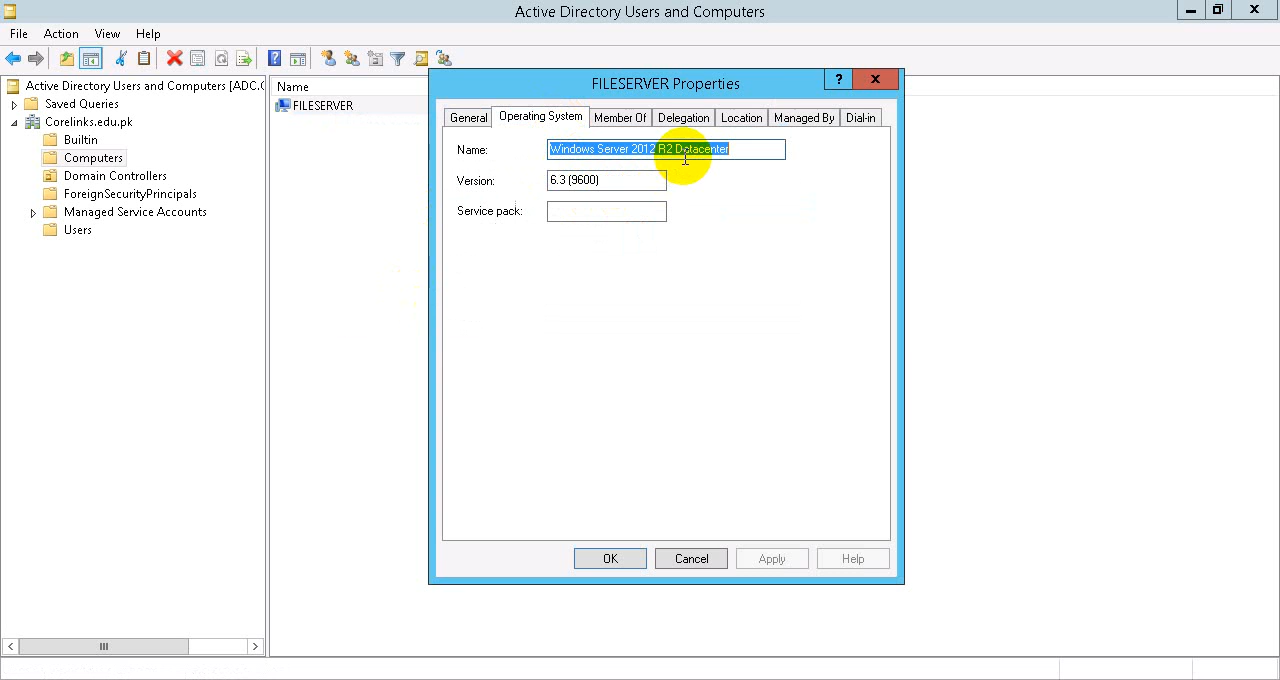 Active Directory Users and Computers
File Action View Help
Active Directory Users and Computers [ADC.C
Saved Queries
Corelinks.edu.pk
Builtin
Computers
Domain Controllers
ForeignSecurityPrincipals
Managed Service Accounts
Users
Name
FILESERVER
FILESERVER Properties
? X
General Operating System Member Of Delegation Location Managed By Dial-in
Name: Windows Server 2012 R2 Datacenter
Version: 6.3 (9600)
Service pack:
OK Cancel Apply Help